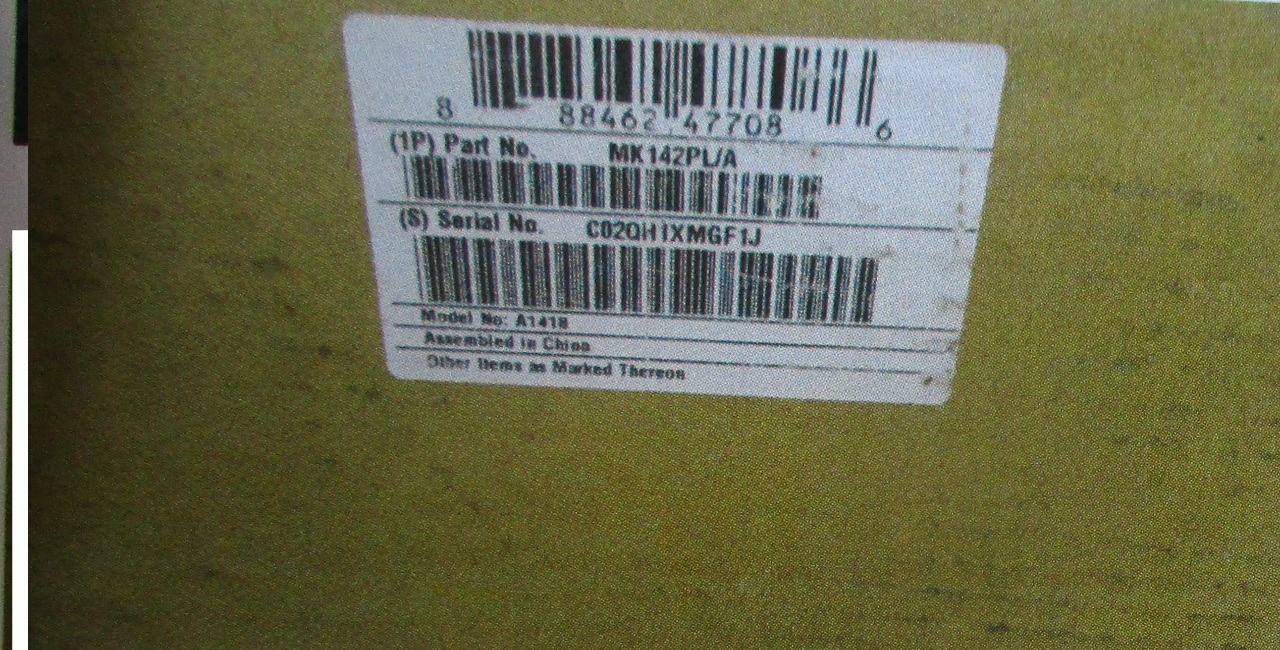 8 88462 47708 6
(1P) Part No. MK142PL/A
(S) Serial No. C02QH1XMGF1J
Model No: A1418
Assembled in China
Other Items as Marked Thereon